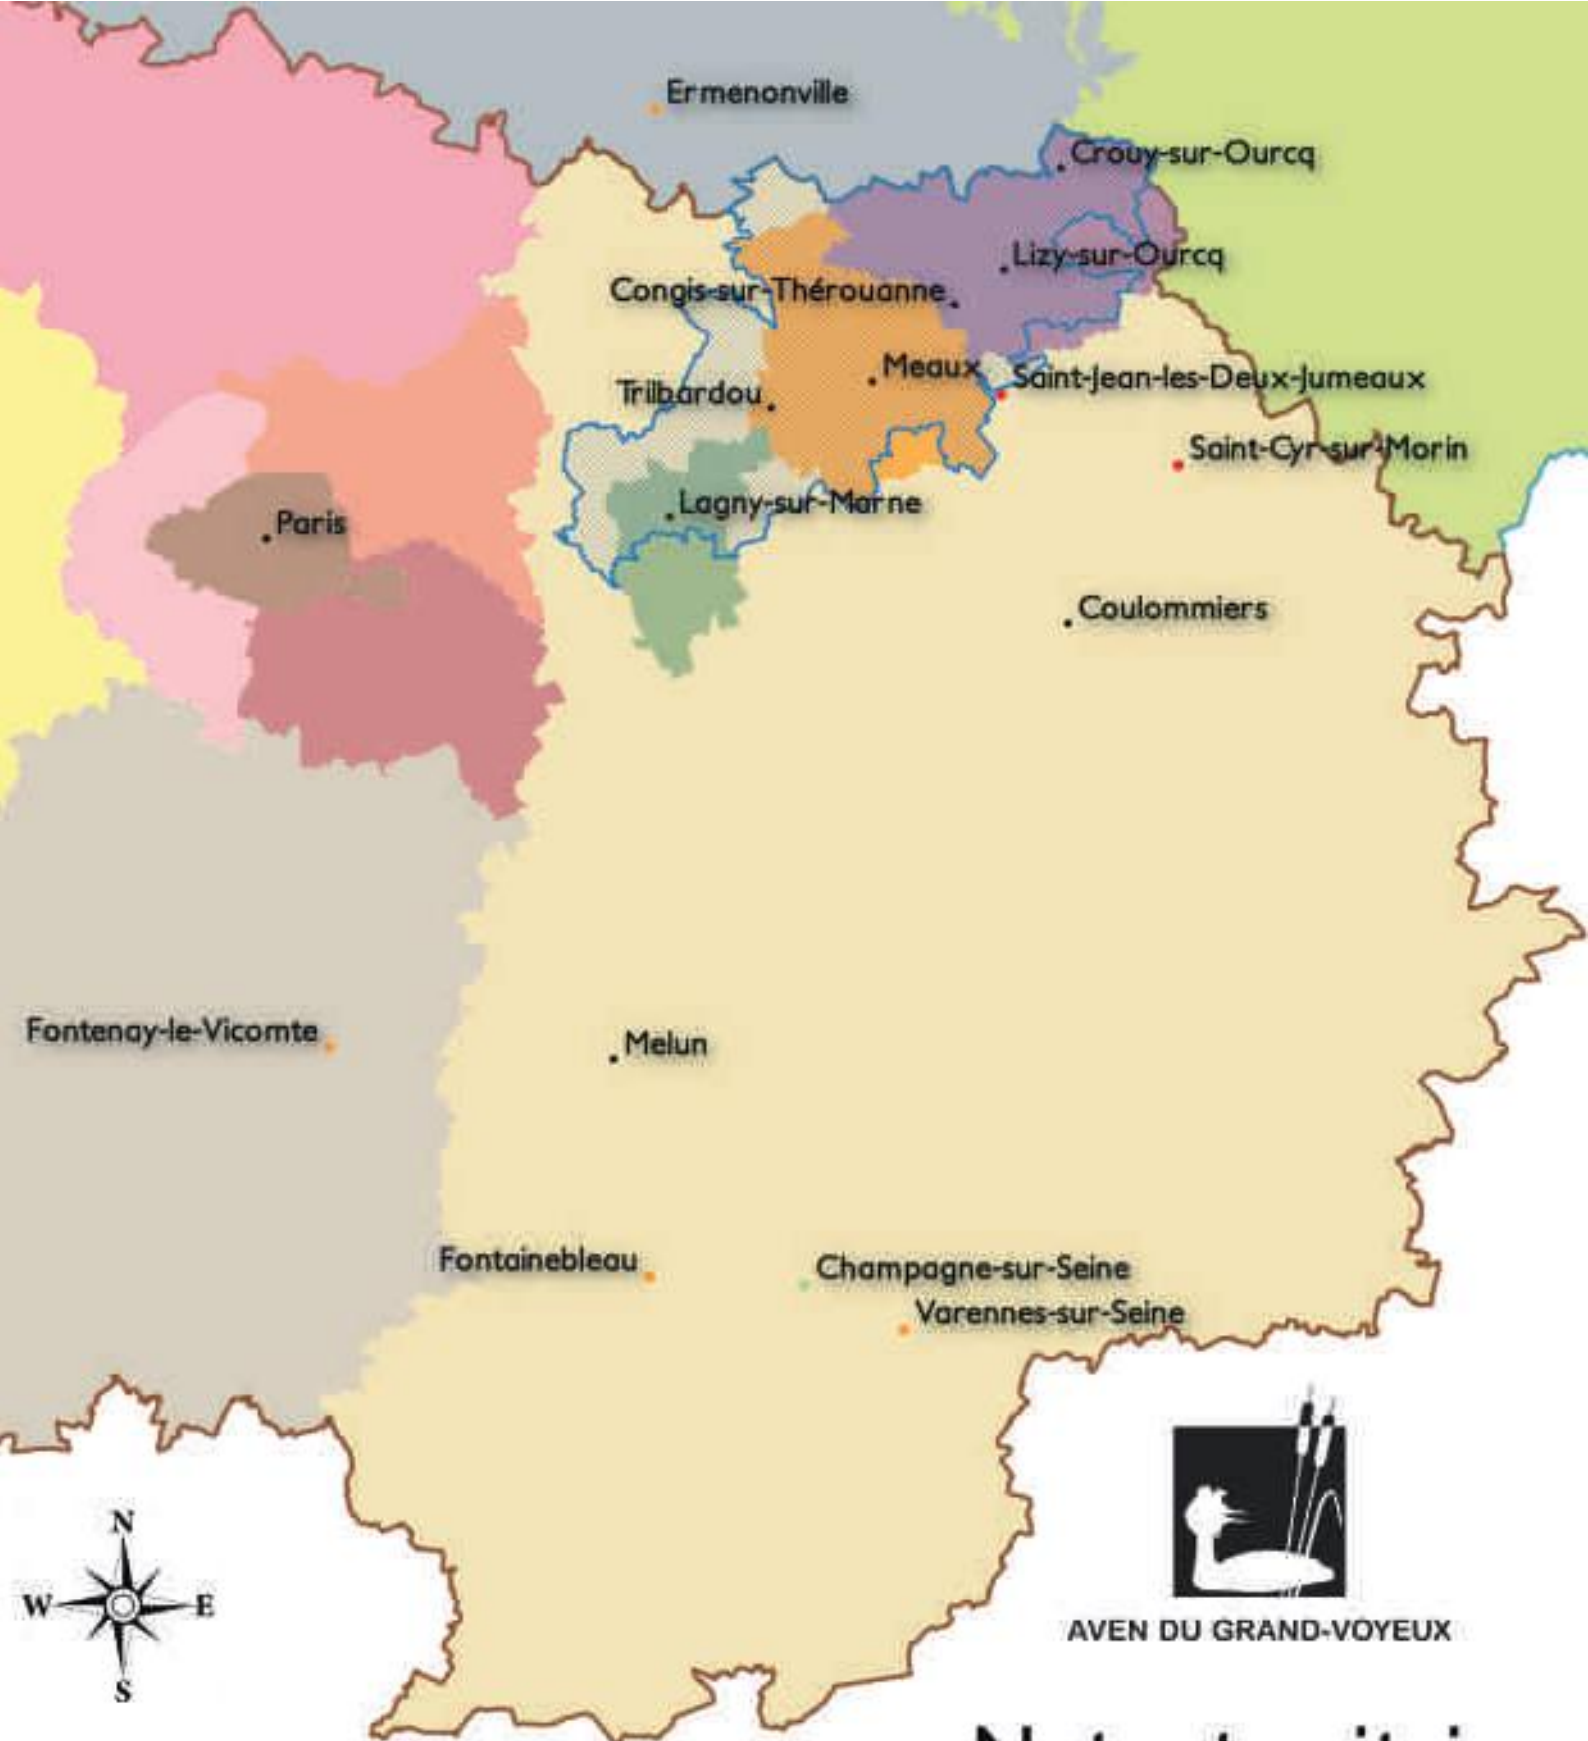 Ermenonville
Crouy-sur-Ourcq
Lizy-sur-Ourcq
Congis-sur-Thérouanne
Meaux
Saint-Jean-les-Deux-Jumeaux
Trilbardou
Saint-Cyr-sur-Morin
Lagny-sur-Marne
Paris
Coulommiers
Fontenay-le-Vicomte
Melun
Fontainebleau
Champagne-sur-Seine
Varennes-sur-Seine
N
W E
S
AVEN DU GRAND-VOYEUX